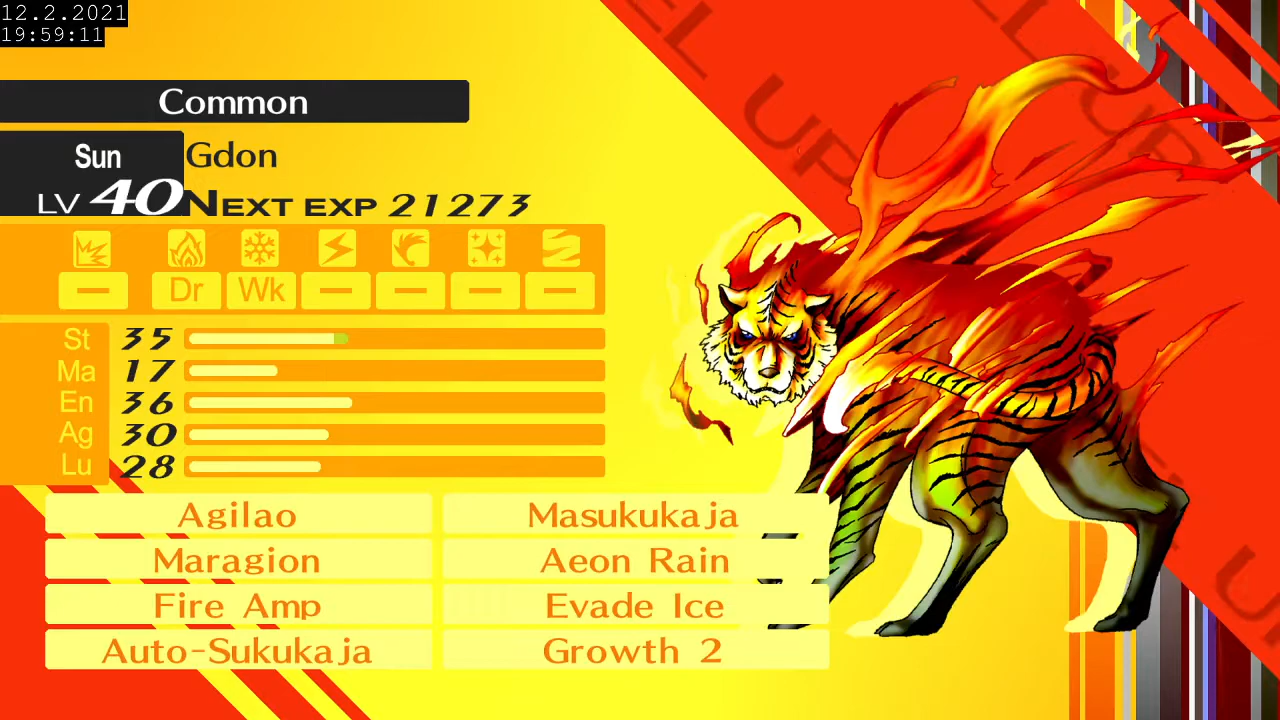 12.2.2021
19:59:11
LEVEL UP
Common
Sun Gdon
LV 40 NEXT EXP 21273
— Dr Wk — — — —
St 35
Ma 17
En 36
Ag 30
Lu 28
Agilao Masukukaja
Maragion Aeon Rain
Fire Amp Evade Ice
Auto-Sukukaja Growth 2